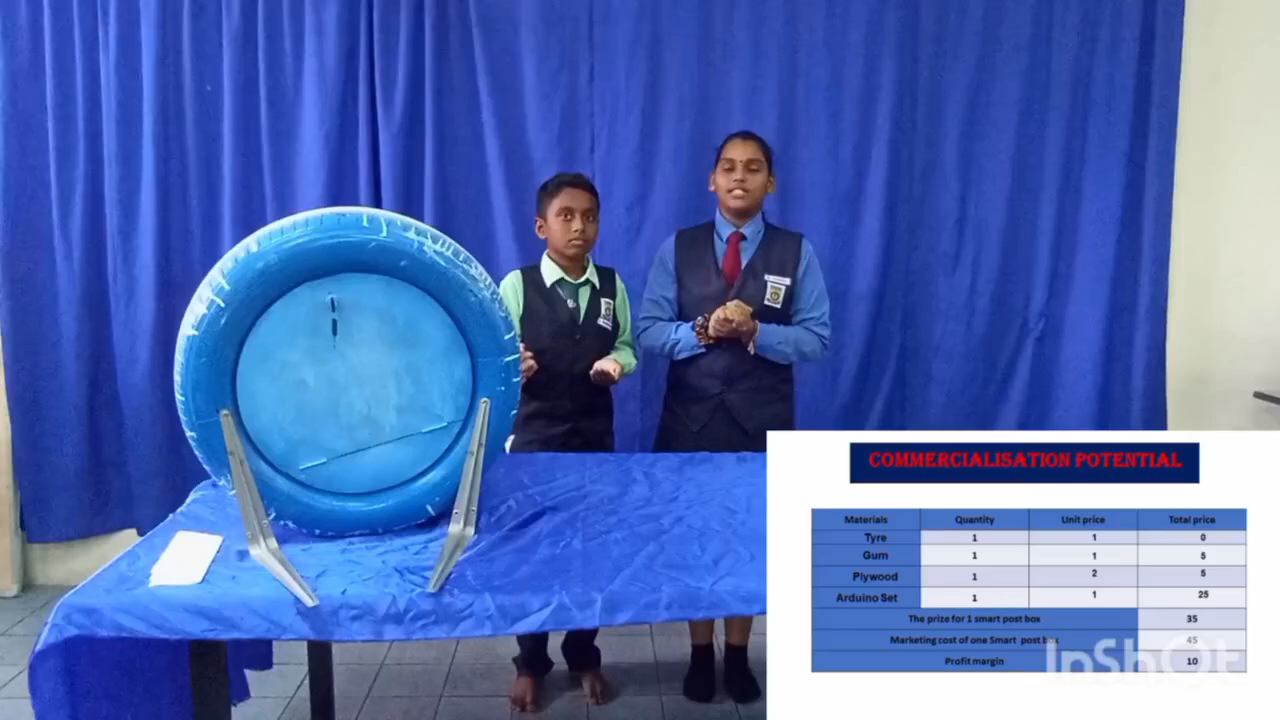 COMMERCIALISATION POTENTIAL
Materials Quantity Unit price Total price
Tyre 1 1 0
Gum 1 1 5
Plywood 1 2 5
Arduino Set 1 1 25
The prize for 1 smart post box 35
Marketing cost of one Smart post box 45
Profit margin 10
InShOt